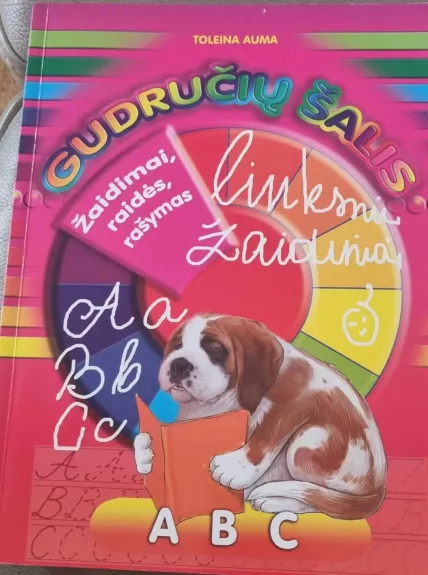 TOLEINA AUMA
GUDRUČIŲ ŠALIS
Žaidimai,
raidės,
rašymas
linksmi
Žaidimai
A a
B b
C c
A B C
A
B
C